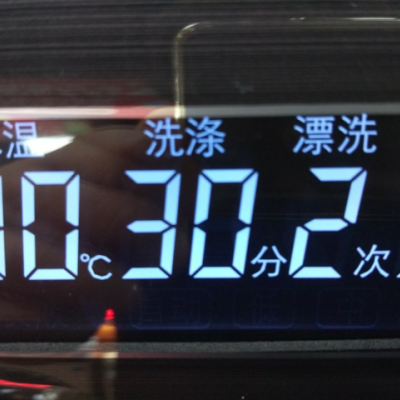 温 洗涤 漂洗
0℃ 30分 2次